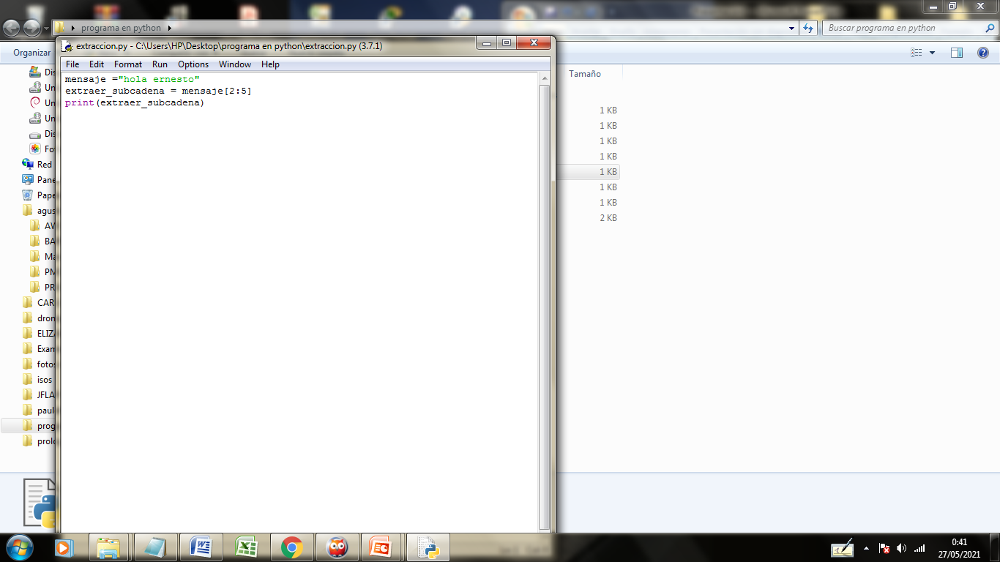 programa en python
Buscar programa en python
extraccion.py - C:\Users\HP\Desktop\programa en python\extraccion.py (3.7.1)
Organizar
File Edit Format Run Options Window Help
mensaje ="hola ernesto"
extraer_subcadena = mensaje[2:5]
print(extraer_subcadena)
Tamaño
1 KB
1 KB
1 KB
1 KB
1 KB
1 KB
1 KB
2 KB
Dis
Un
Un
Un
Dis
Fo
Red
Pane
Pape
agus
AV
BA
Ma
PM
PR
CAR
dron
ELIZ
Exam
fotos
isos
JFLA
paul
prog
prolo
0:41
27/05/2021